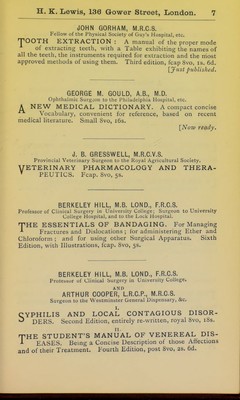 H. K. Lewis, 136 Gower Street, London. 7
JOHN GORHAM, M.R.C.S.
Fellow of the Physical Society of Guy's Hospital, etc.
TOOTH EXTRACTION: A manual of the proper mode
of extracting teeth, with a Table exhibiting the names of
all the teeth, the instruments required for extraction and the most
approved methods of using them. Third edition, fcap 8vo, 1s. 6d.
[Just published.
GEORGE M. GOULD, A.B., M.D.
Ophthalmic Surgeon to the Philadelphia Hospital, etc.
A NEW MEDICAL DICTIONARY. A compact concise
Vocabulary, convenient for reference, based on recent
medical literature. Small 8vo, 16s.
[Now ready.
J. B. GRESSWELL, M.R.C.V.S.
Provincial Veterinary Surgeon to the Royal Agricultural Society.
VETERINARY PHARMACOLOGY AND THERA-
PEUTICS. Fcap. 8vo, 5s.
BERKELEY HILL, M.B. LOND., F.R.C.S.
Professor of Clinical Surgery in University College; Surgeon to University
College Hospital, and to the Lock Hospital.
THE ESSENTIALS OF BANDAGING. For Managing
Fractures and Dislocations; for administering Ether and
Chloroform; and for using other Surgical Apparatus. Sixth
Edition, with Illustrations, fcap. 8vo, 5s.
BERKELEY HILL, M.B. LOND., F.R.C.S.
Professor of Clinical Surgery in University College,
AND
ARTHUR COOPER, L.R.C.P., M.R.C.S.
Surgeon to the Westminster General Dispensary, &c.
I.
SYPHILIS AND LOCAL CONTAGIOUS DISOR-
DERS. Second Edition, entirely re-written, royal 8vo, 18s.
II.
THE STUDENT'S MANUAL OF VENEREAL DIS-
EASES. Being a Concise Description of those Affections
and of their Treatment. Fourth Edition, post 8vo, 2s. 6d.